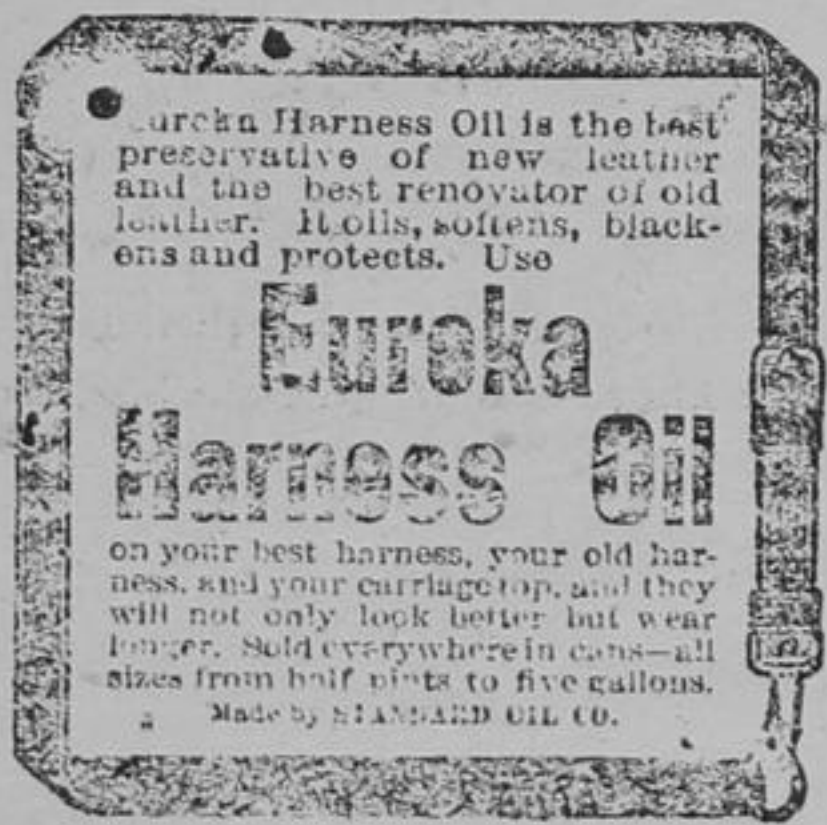 Eureka Harness Oil is the best
preservative of new leather
and the best renovator of old
leather. It oils, softens, black-
ens and protects. Use
Eureka
Harness Oil
on your best harness, your old har-
ness, and your carriage top, and they
will not only look better but wear
longer. Sold everywhere in cans—all
sizes from half pints to five gallons.
Made by STANDARD OIL CO.